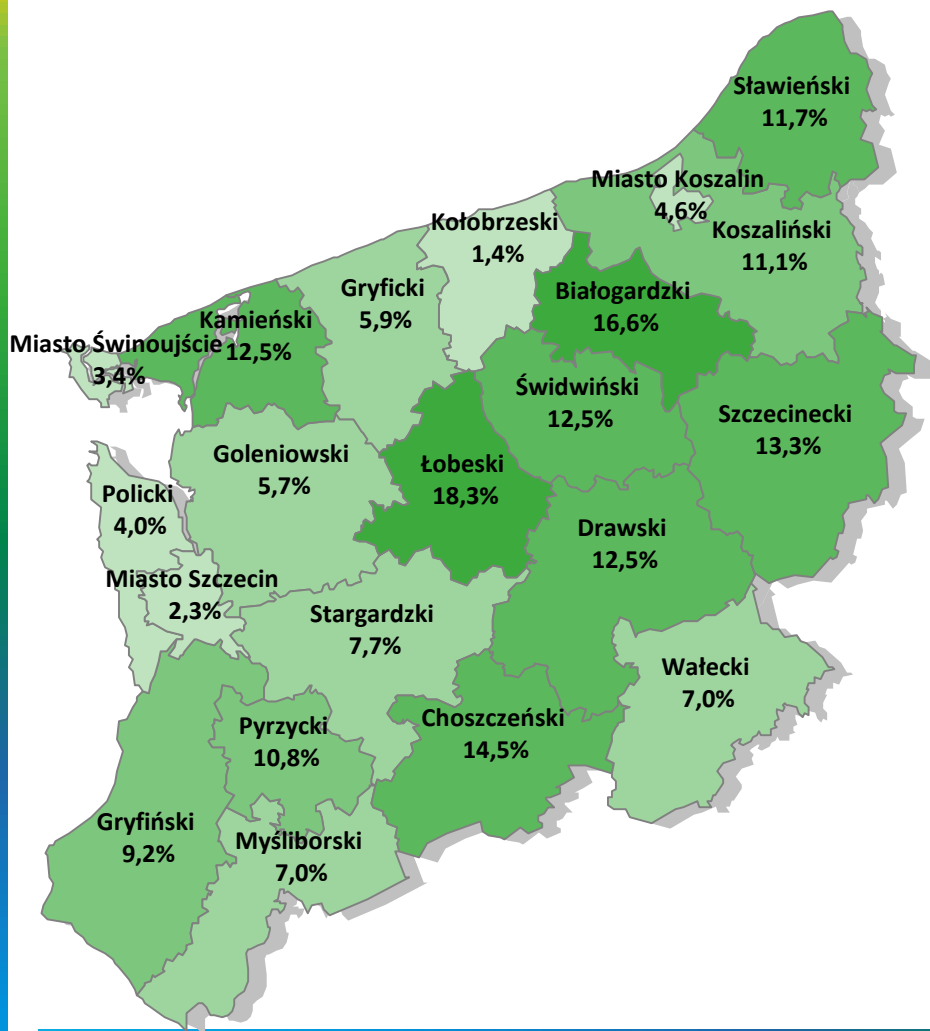 Sławieński
11,7%
Miasto Koszalin
4,6%
Kołobrzeski
1,4%
Koszaliński
11,1%
Gryficki
5,9%
Białogardzki
16,6%
Kamieński
12,5%
Miasto Świnoujście
3,4%
Świdwiński
12,5%
Szczecinecki
13,3%
Goleniowski
5,7%
Łobeski
18,3%
Policki
4,0%
Drawski
12,5%
Miasto Szczecin
2,3%
Stargardzki
7,7%
Wałecki
7,0%
Choszczeński
14,5%
Pyrzycki
10,8%
Gryfiński
9,2%
Myśliborski
7,0%